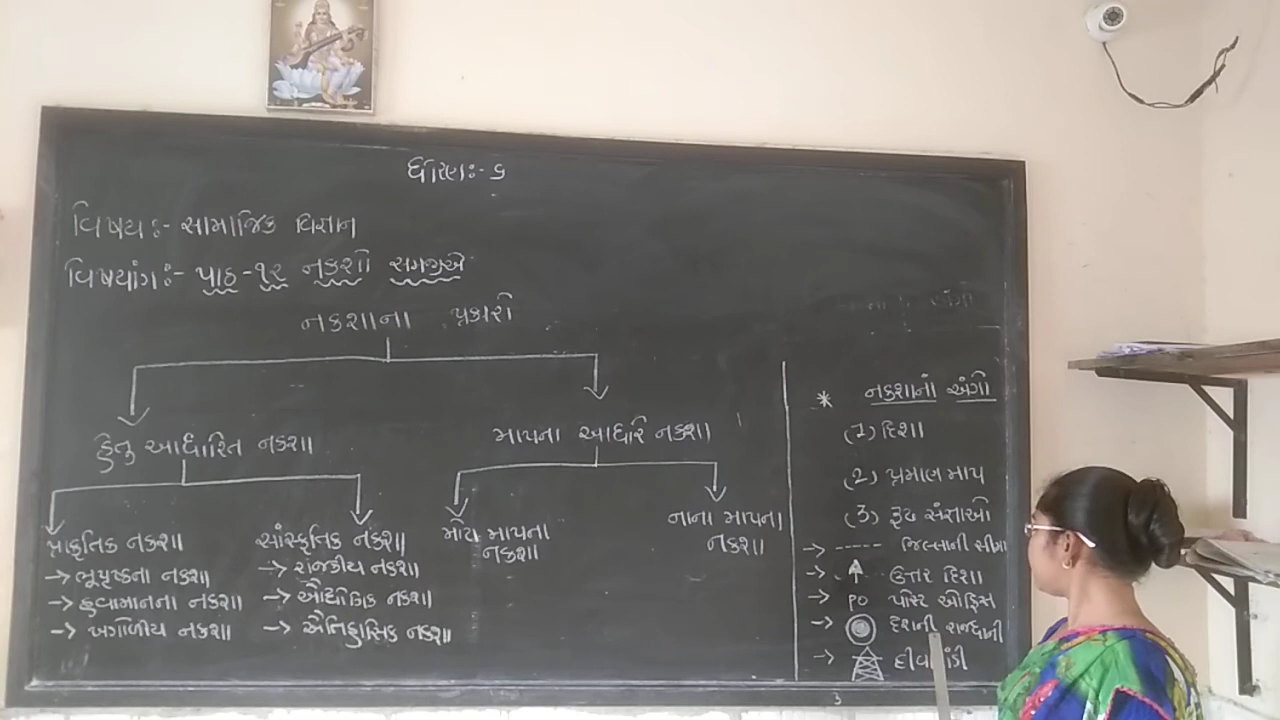 ધોરણઃ- ૬
વિષયઃ- સામાજિક વિજ્ઞાન
વિષયાંગઃ- પાઠ -૧૨ નકશો સમજીએ
નકશાના પ્રકારો
હેતુ આધારિત નકશા
માપના આધારે નકશા
પ્રાકૃતિક નકશા
→ ભૂપૃષ્ઠના નકશા
→ હવામાનના નકશા
→ ખગોળીય નકશા
સાંસ્કૃતિક નકશા
→ રાજકીય નકશા
→ ઔદ્યોગિક નકશા
→ ઐતિહાસિક નકશા
મોટા માપના
નકશા
નાના માપના
નકશા
* નકશાનાં અંગો
(1) દિશા
(2) પ્રમાણ માપ
(3) રૂઢ સંજ્ઞાઓ
→ ----- જિલ્લાની સીમા
→ ઉત્તર દિશા
→ PO પોસ્ટ ઓફિસ
→ દેશની રાજધાની
→ દીવાદાંડી